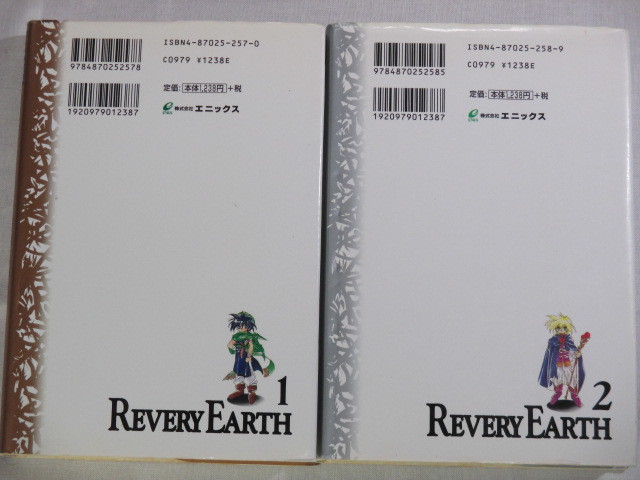 ISBN4-87025-257-0
9784870252578
C0979 ¥1238E
定価:本体1,238円+税
1920979012387
株式会社 エニックス
1
REVERY EARTH
ISBN4-87025-258-9
9784870252585
C0979 ¥1238E
定価:本体1,238円+税
1920979012387
株式会社 エニックス
2
REVERY EARTH